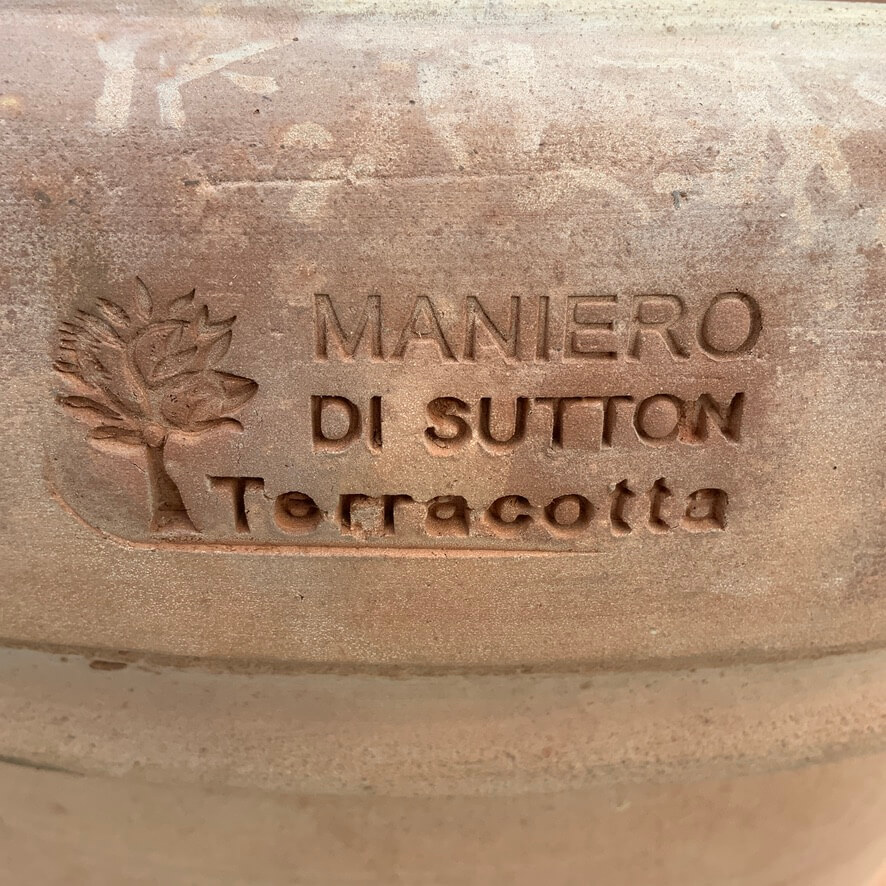 MANIERO
DI SUTTON
Terracotta